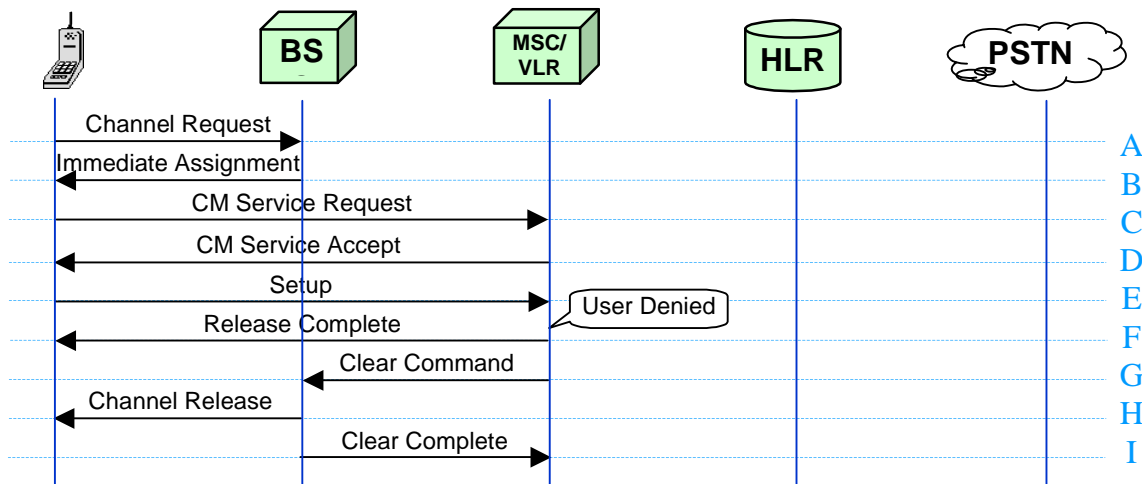 BS
MSC/
VLR
HLR
PSTN
Channel Request
A
Immediate Assignment
B
CM Service Request
C
CM Service Accept
D
Setup
E
User Denied
Release Complete
F
Clear Command
G
Channel Release
H
Clear Complete
I